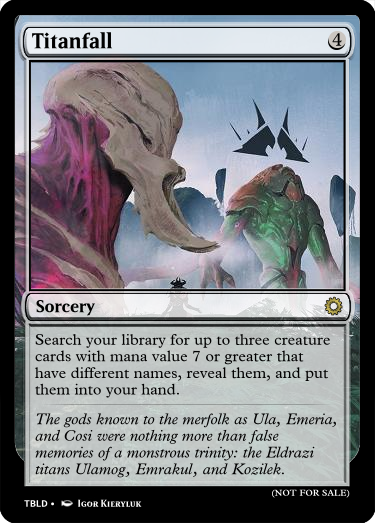 Titanfall 4
Sorcery
Search your library for up to three creature
cards with mana value 7 or greater that
have different names, reveal them, and put
them into your hand.
The gods known to the merfolk as Ula, Emeria,
and Cosi were nothing more than false
memories of a monstrous trinity: the Eldrazi
titans Ulamog, Emrakul, and Kozilek.
(NOT FOR SALE)
TBLD • Igor Kieryluk